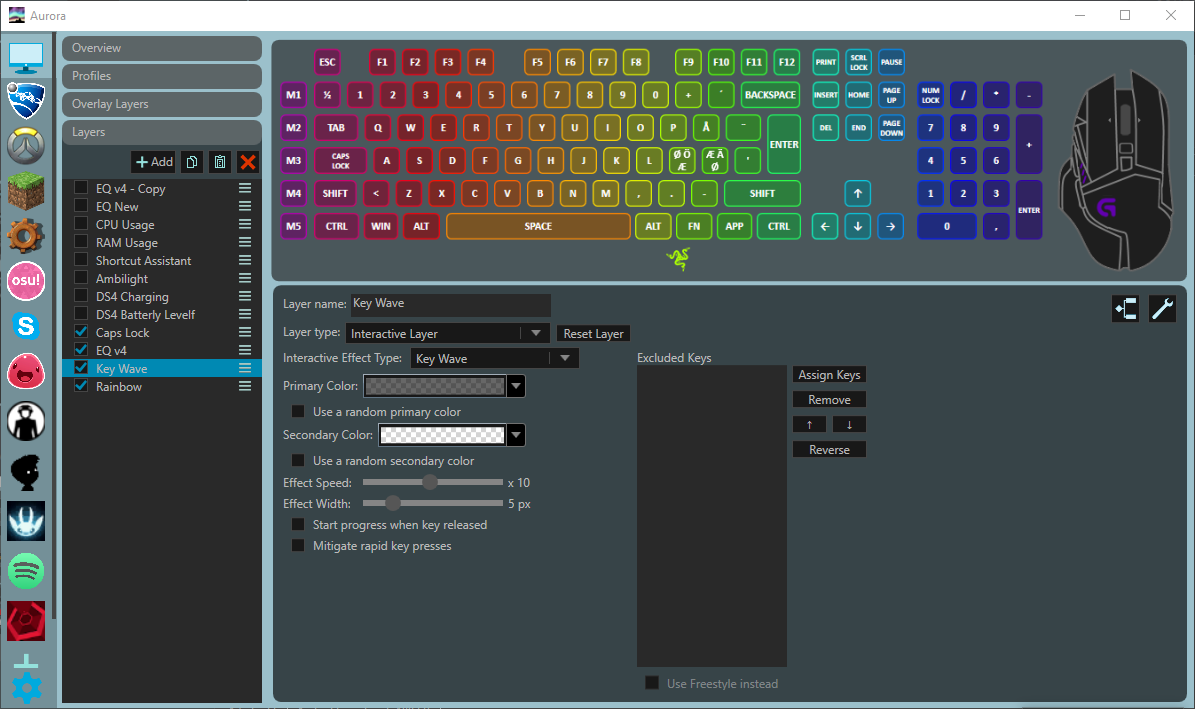 Aurora
Overview
Profiles
Overlay Layers
Layers
Add
EQ v4 - Copy
EQ New
CPU Usage
RAM Usage
Shortcut Assistant
Ambilight
DS4 Charging
DS4 Batterly Levelf
Caps Lock
EQ v4
Key Wave
Rainbow
osu!
ESC F1 F2 F3 F4 F5 F6 F7 F8 F9 F10 F11 F12 PRINT SCRL LOCK PAUSE
M1 ½ 1 2 3 4 5 6 7 8 9 0 + ´ BACKSPACE INSERT HOME PAGE UP NUM LOCK / * -
M2 TAB Q W E R T Y U I O P Å ¨ ENTER DEL END PAGE DOWN 7 8 9 +
M3 CAPS LOCK A S D F G H J K L Ø Ö Æ Æ Ä Ø ' 4 5 6
M4 SHIFT < Z X C V B N M , . - SHIFT ↑ 1 2 3 ENTER
M5 CTRL WIN ALT SPACE ALT FN APP CTRL ← ↓ → 0 ,
Layer name: Key Wave
Layer type: Interactive Layer Reset Layer
Interactive Effect Type: Key Wave
Primary Color:
Use a random primary color
Secondary Color:
Use a random secondary color
Effect Speed: x 10
Effect Width: 5 px
Start progress when key released
Mitigate rapid key presses
Excluded Keys
Assign Keys
Remove
↑ ↓
Reverse
Use Freestyle instead